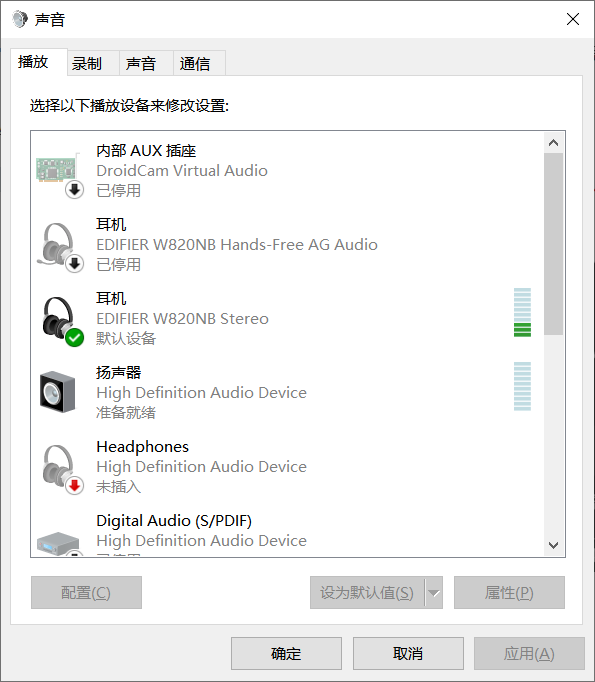 声音
播放
录制
声音
通信
选择以下播放设备来修改设置:
内部 AUX 插座
DroidCam Virtual Audio
已停用
耳机
EDIFIER W820NB Hands-Free AG Audio
已停用
耳机
EDIFIER W820NB Stereo
默认设备
扬声器
High Definition Audio Device
准备就绪
Headphones
High Definition Audio Device
未插入
Digital Audio (S/PDIF)
High Definition Audio Device
配置(C)
设为默认值(S)
属性(P)
确定
取消
应用(A)